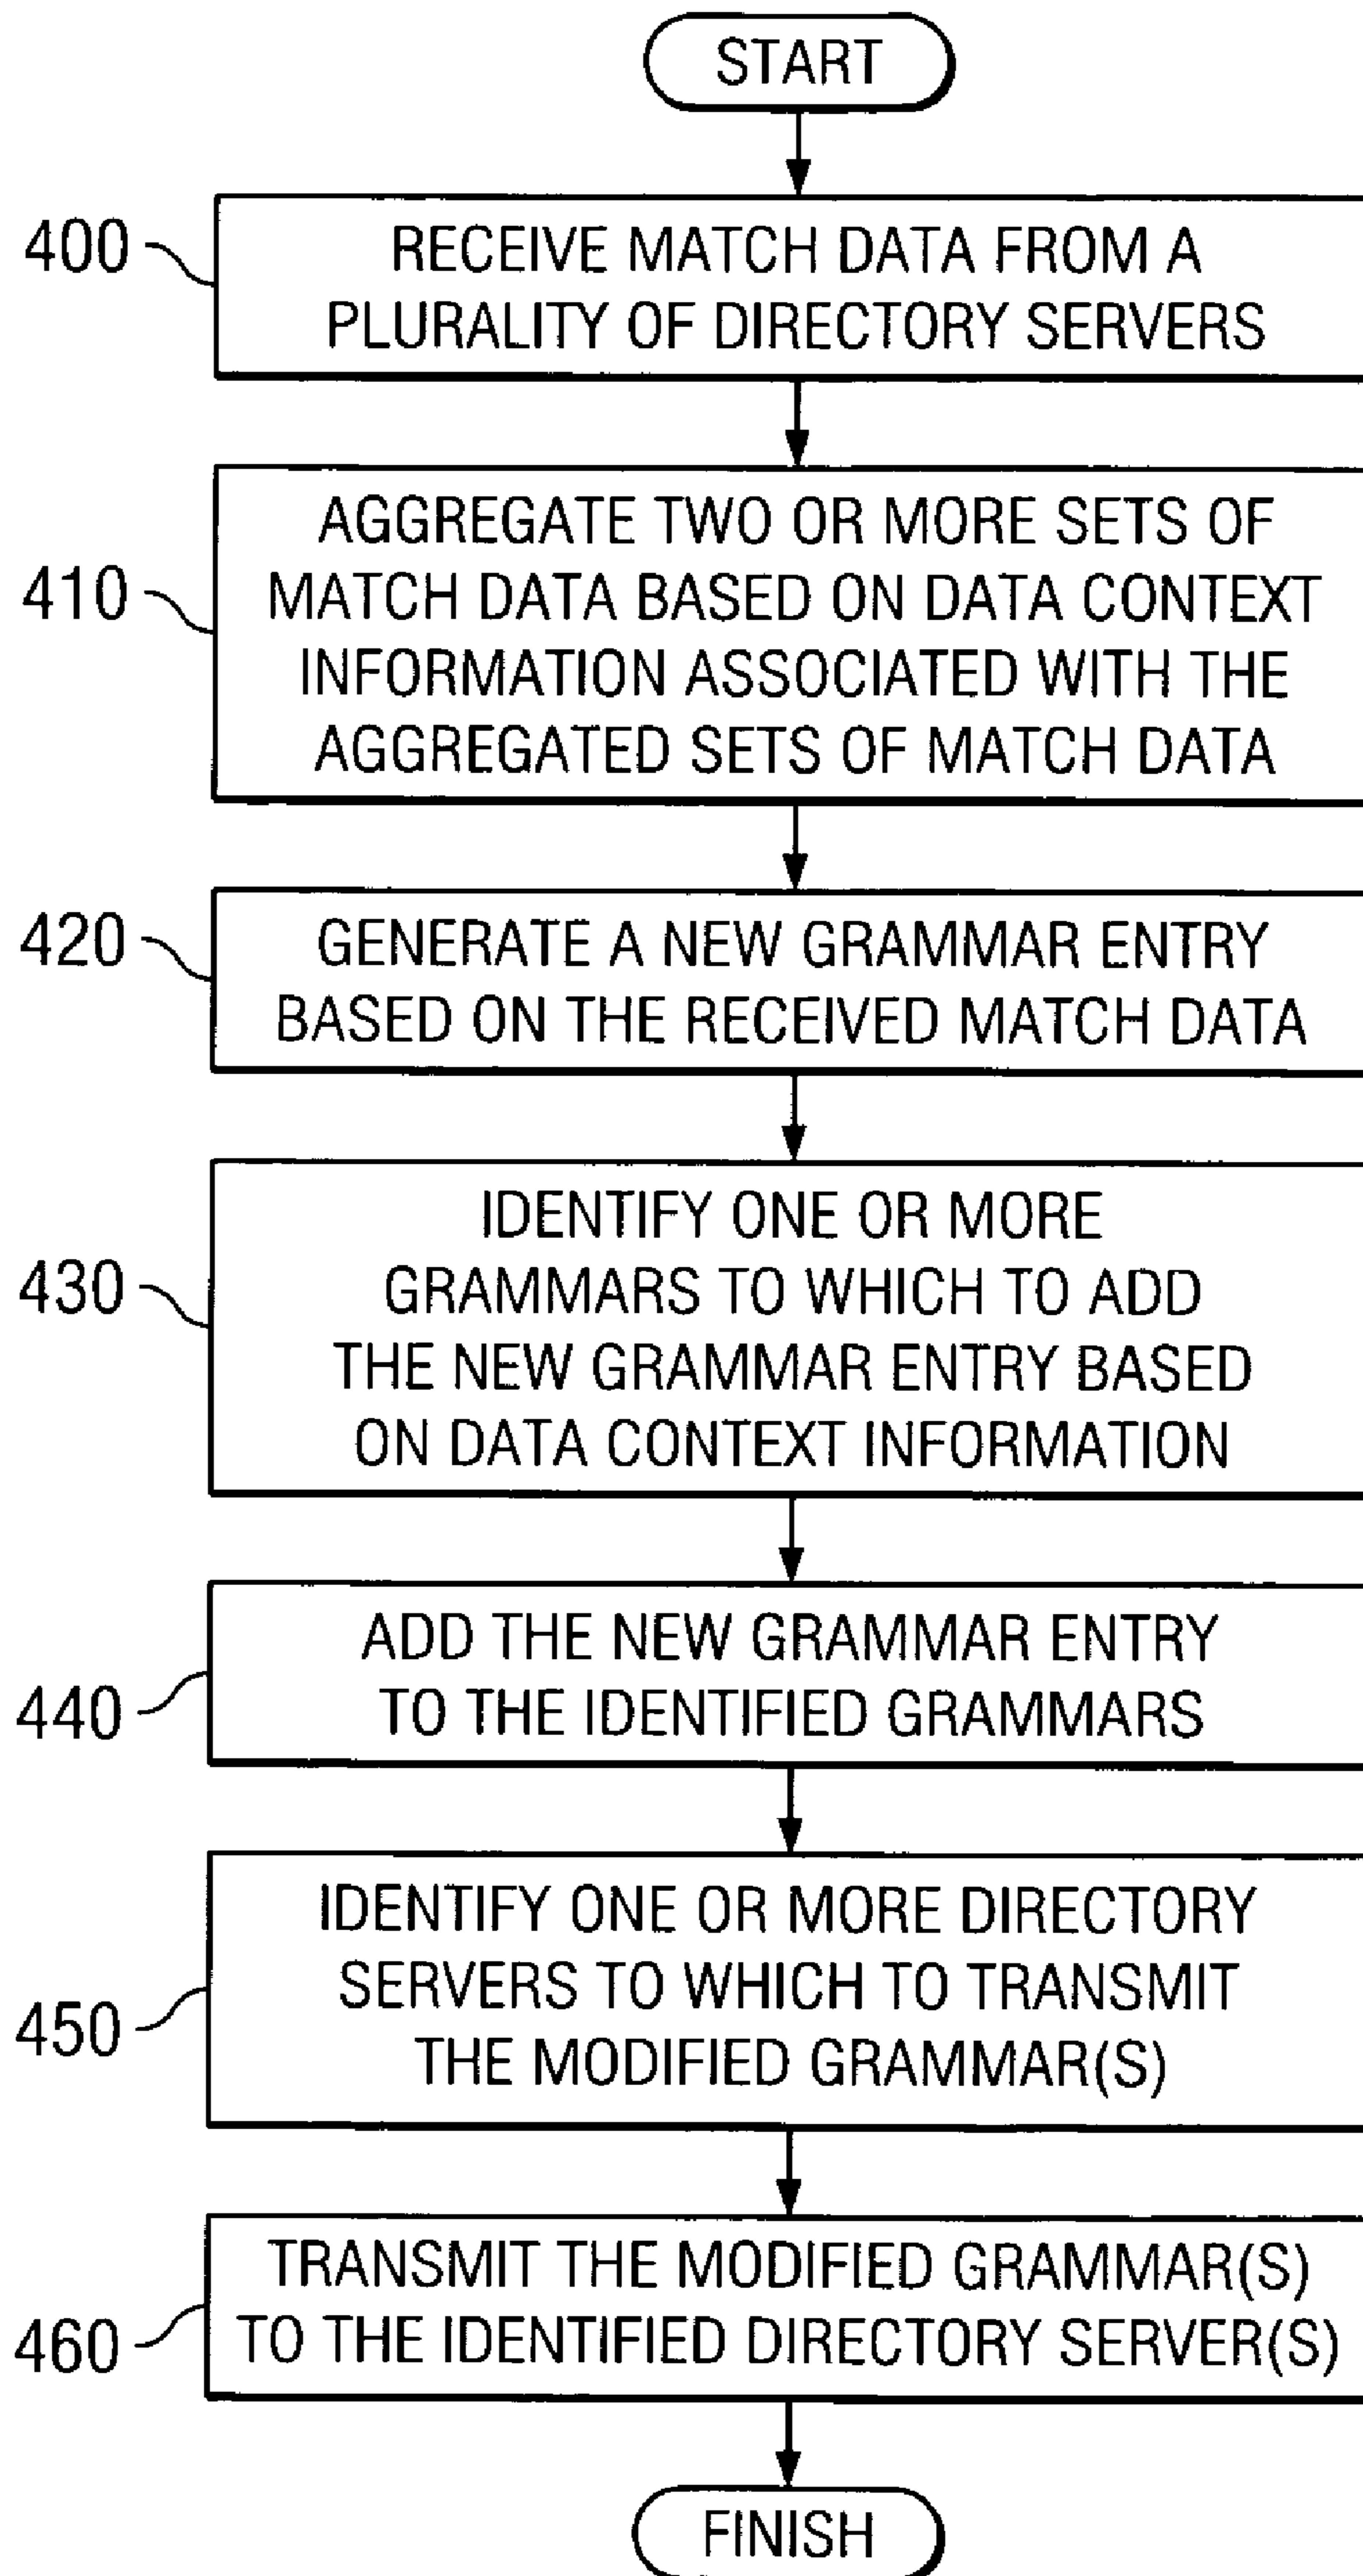 START
400
RECEIVE MATCH DATA FROM A
PLURALITY OF DIRECTORY SERVERS
410
AGGREGATE TWO OR MORE SETS OF
MATCH DATA BASED ON DATA CONTEXT
INFORMATION ASSOCIATED WITH THE
AGGREGATED SETS OF MATCH DATA
420
GENERATE A NEW GRAMMAR ENTRY
BASED ON THE RECEIVED MATCH DATA
430
IDENTIFY ONE OR MORE
GRAMMARS TO WHICH TO ADD
THE NEW GRAMMAR ENTRY BASED
ON DATA CONTEXT INFORMATION
440
ADD THE NEW GRAMMAR ENTRY
TO THE IDENTIFIED GRAMMARS
450
IDENTIFY ONE OR MORE DIRECTORY
SERVERS TO WHICH TO TRANSMIT
THE MODIFIED GRAMMAR(S)
460
TRANSMIT THE MODIFIED GRAMMAR(S)
TO THE IDENTIFIED DIRECTORY SERVER(S)
FINISH